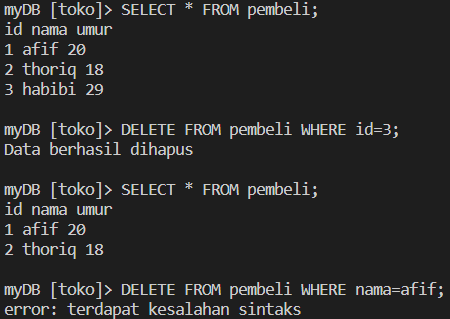 myDB [toko]> SELECT * FROM pembeli;
id nama umur
1 afif 20
2 thoriq 18
3 habibi 29
myDB [toko]> DELETE FROM pembeli WHERE id=3;
Data berhasil dihapus
myDB [toko]> SELECT * FROM pembeli;
id nama umur
1 afif 20
2 thoriq 18
myDB [toko]> DELETE FROM pembeli WHERE nama=afif;
error: terdapat kesalahan sintaks